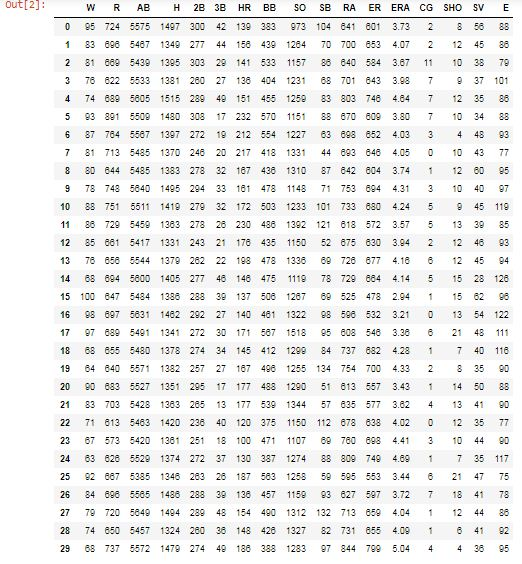 Out[2]:
W R AB H 2B 3B HR BB SO SB RA ER ERA CG SHO SV E
0 95 724 5575 1497 300 42 139 383 973 104 641 601 3.73 2 8 56 88
1 83 696 5467 1349 277 44 156 439 1264 70 700 653 4.07 2 12 45 86
2 81 669 5439 1395 303 29 141 533 1157 86 640 584 3.67 11 10 38 79
3 76 622 5533 1381 260 27 136 404 1231 68 701 643 3.98 7 9 37 101
4 74 689 5605 1515 289 49 151 455 1259 83 803 746 4.64 7 12 35 86
5 93 891 5509 1480 308 17 232 570 1151 88 670 609 3.80 7 10 34 88
6 87 764 5567 1397 272 19 212 554 1227 63 698 652 4.03 3 4 48 93
7 81 713 5485 1370 246 20 217 418 1331 44 693 646 4.05 0 10 43 77
8 80 644 5485 1383 278 32 167 436 1310 87 642 604 3.74 1 12 60 95
9 78 748 5640 1495 294 33 161 478 1148 71 753 694 4.31 3 10 40 97
10 88 751 5511 1419 279 32 172 503 1233 101 733 680 4.24 5 9 45 119
11 86 729 5459 1363 278 26 230 486 1392 121 618 572 3.57 5 13 39 85
12 85 661 5417 1331 243 21 176 435 1150 52 675 630 3.94 2 12 46 93
13 76 656 5544 1379 262 22 198 478 1336 69 726 677 4.16 6 12 45 94
14 68 694 5600 1405 277 46 146 475 1119 78 729 664 4.14 5 15 28 126
15 100 647 5484 1386 288 39 137 506 1267 69 525 478 2.94 1 15 62 96
16 98 697 5631 1462 292 27 140 461 1322 98 596 532 3.21 0 13 54 122
17 97 689 5491 1341 272 30 171 567 1518 95 608 546 3.36 6 21 48 111
18 68 655 5480 1378 274 34 145 412 1299 84 737 682 4.28 1 7 40 116
19 64 640 5571 1382 257 27 167 496 1255 134 754 700 4.33 2 8 35 90
20 90 683 5527 1351 295 17 177 488 1290 51 613 557 3.43 1 14 50 88
21 83 703 5428 1363 265 13 177 539 1344 57 635 577 3.62 4 13 41 90
22 71 613 5463 1420 236 40 120 375 1150 112 678 638 4.02 0 12 35 77
23 67 573 5420 1361 251 18 100 471 1107 69 760 698 4.41 3 10 44 90
24 63 626 5529 1374 272 37 130 387 1274 88 809 749 4.69 1 7 35 117
25 92 667 5385 1346 263 26 187 563 1258 59 595 553 3.44 6 21 47 75
26 84 696 5565 1486 288 39 136 457 1159 93 627 597 3.72 7 18 41 78
27 79 720 5649 1494 289 48 154 490 1312 132 713 659 4.04 1 12 44 86
28 74 650 5457 1324 260 36 148 426 1327 82 731 655 4.09 1 6 41 92
29 68 737 5572 1479 274 49 186 388 1283 97 844 799 5.04 4 4 36 95